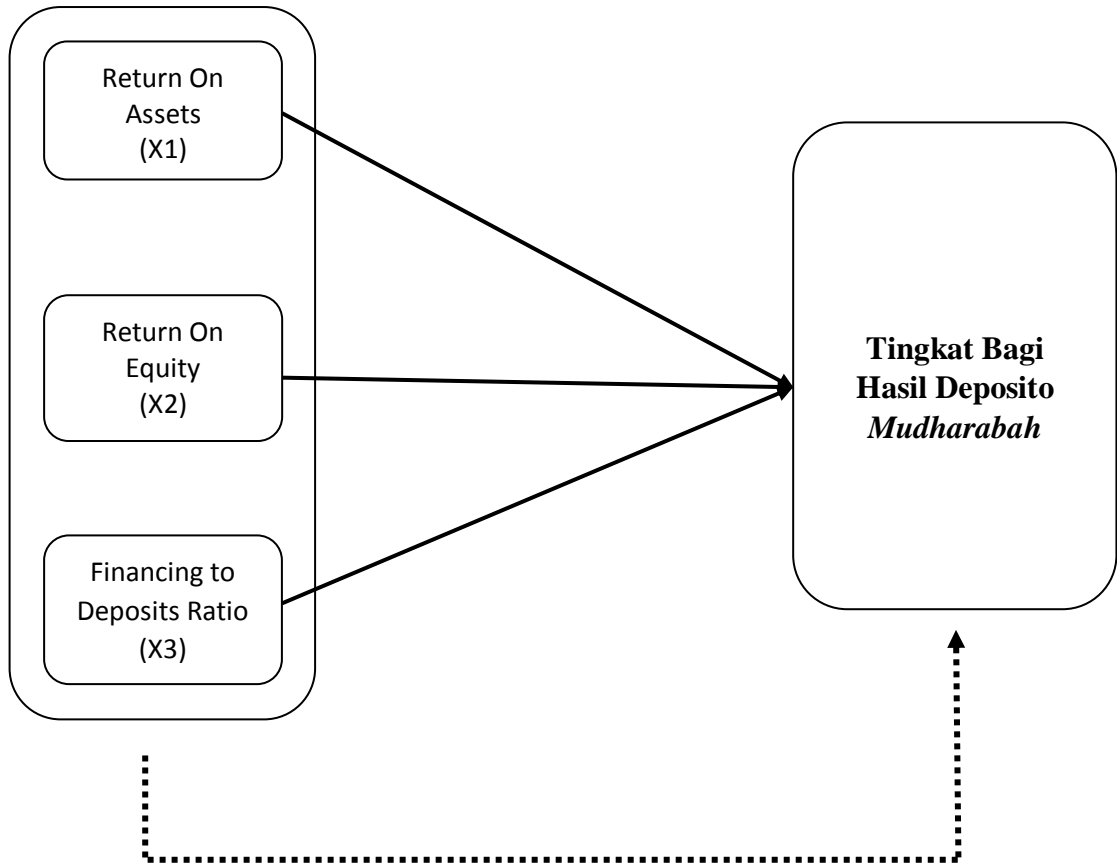 Return On
Assets
(X1)
Return On
Equity
(X2)
Financing to
Deposits Ratio
(X3)
Tingkat Bagi
Hasil Deposito
Mudharabah